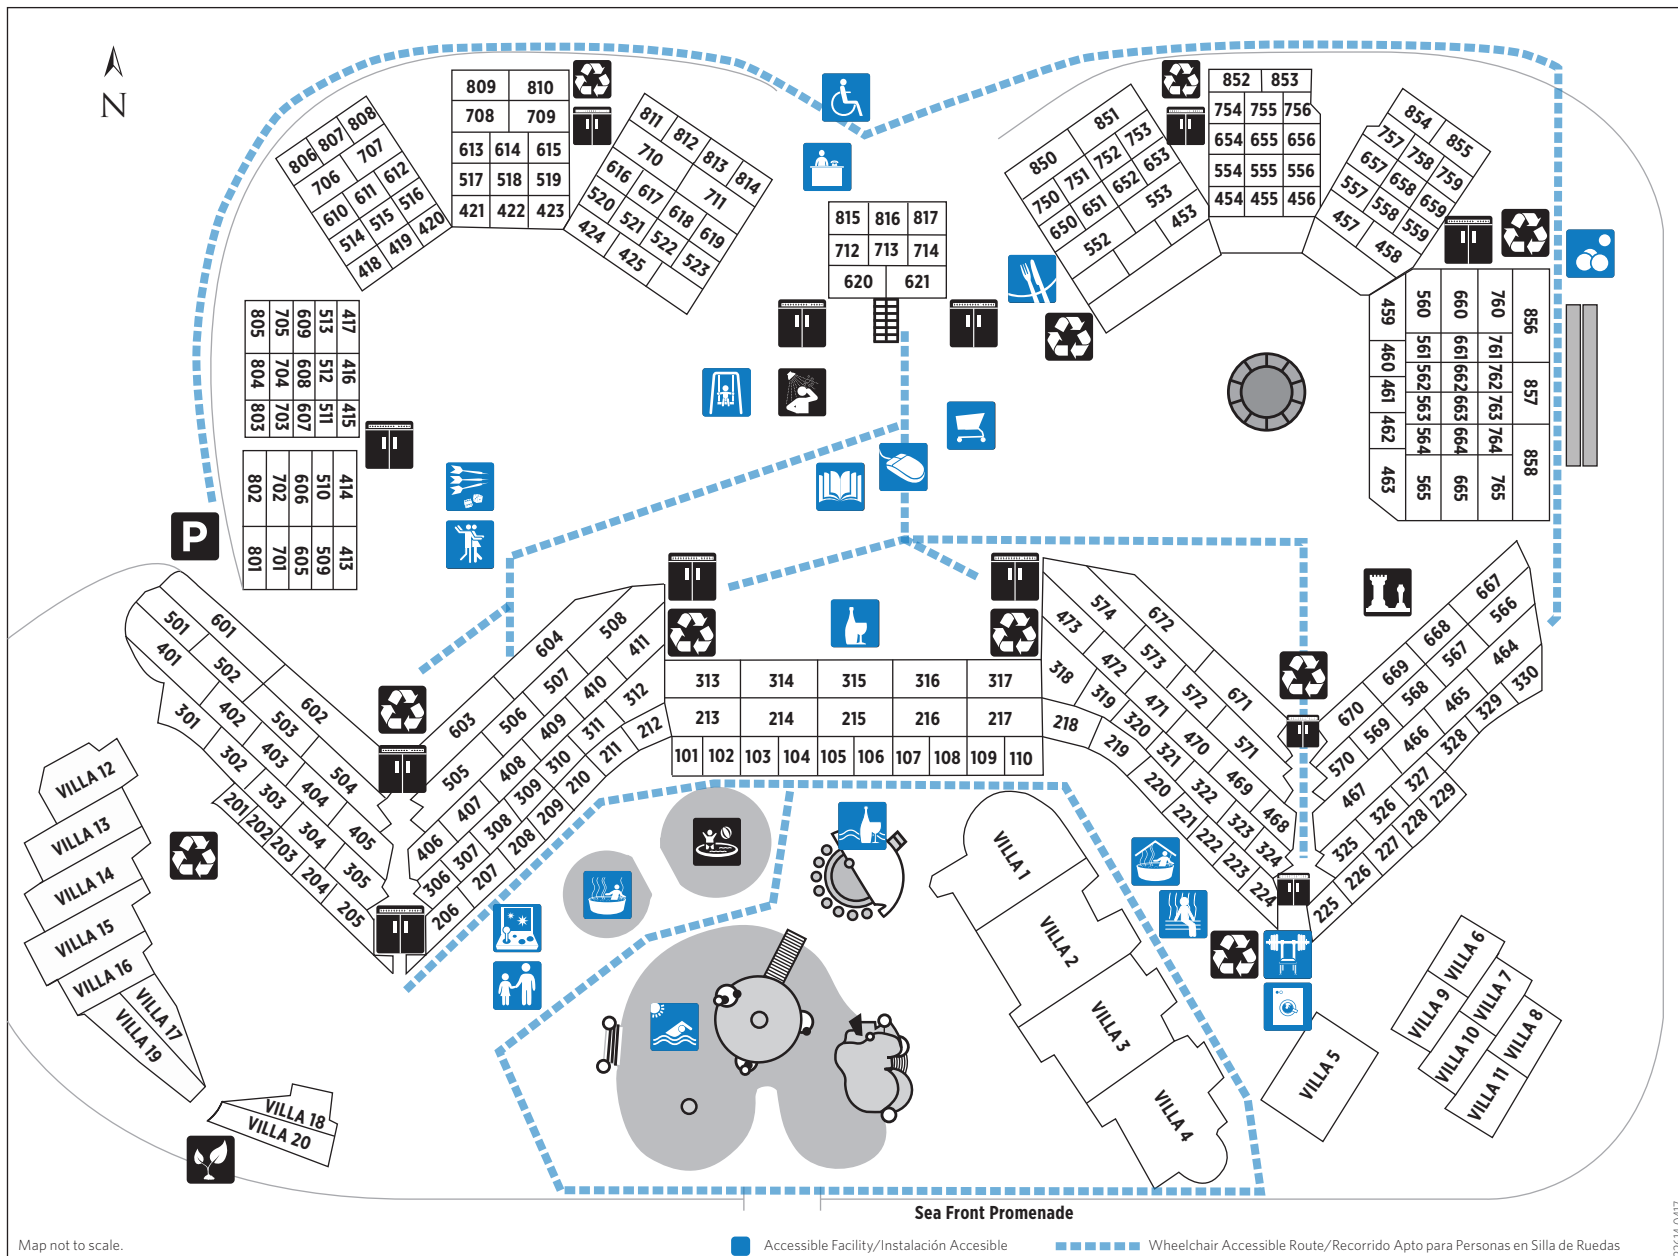 N
809 810
708 709
613 614 615
517 518 519
421 422 423
806 807 808
706 707
610 611 612
514 515 516
418 419 420
811 812 813 814
710 711
616 617 618 619
520 521 522 523
424 425
815 816 817
712 713 714
620 621
850 851
750 751 752 753
650 651 652 653
552 553
453
852 853
754 755 756
654 655 656
554 555 556
454 455 456
854 855
757 758 759
657 658 659
557 558 559
457 458
805 705 609 513 417
804 704 608 512 416
803 703 607 511 415
802 702 606 510 414
801 701 605 509 413
459 560 660 760 856
460 561 661 761
461 562 662 762 857
462 563 663 763
564 664 764 858
463 565 665 765
P
601 602
501 502 503 504
401 402 403 404 405
301 302 303 304 305
201 202 203 204 205
603 604
505 506 507 508
406 407 408 409 410 411
306 307 308 309 310 311 312
206 207 208 209 210 211 212
313 314 315 316 317
213 214 215 216 217
101 102 103 104 105 106 107 108 109 110
672 671
574 573 572 571
473 472 471 470 469 468
318 319 320 321 322 323 324
218 219 220 221 222 223 224
670 669 668 667
570 569 568 567 566
467 466 465 464
325 326 327 328 329 330
225 226 227 228 229
VILLA 12
VILLA 13
VILLA 14
VILLA 15
VILLA 16
VILLA 17
VILLA 19
VILLA 18
VILLA 20
VILLA 1
VILLA 2
VILLA 3
VILLA 4
VILLA 5
VILLA 6
VILLA 7
VILLA 8
VILLA 9
VILLA 10
VILLA 11
Sea Front Promenade
Map not to scale.
Accessible Facility/Instalación Accesible
Wheelchair Accessible Route/Recorrido Apto para Personas en Silla de Ruedas